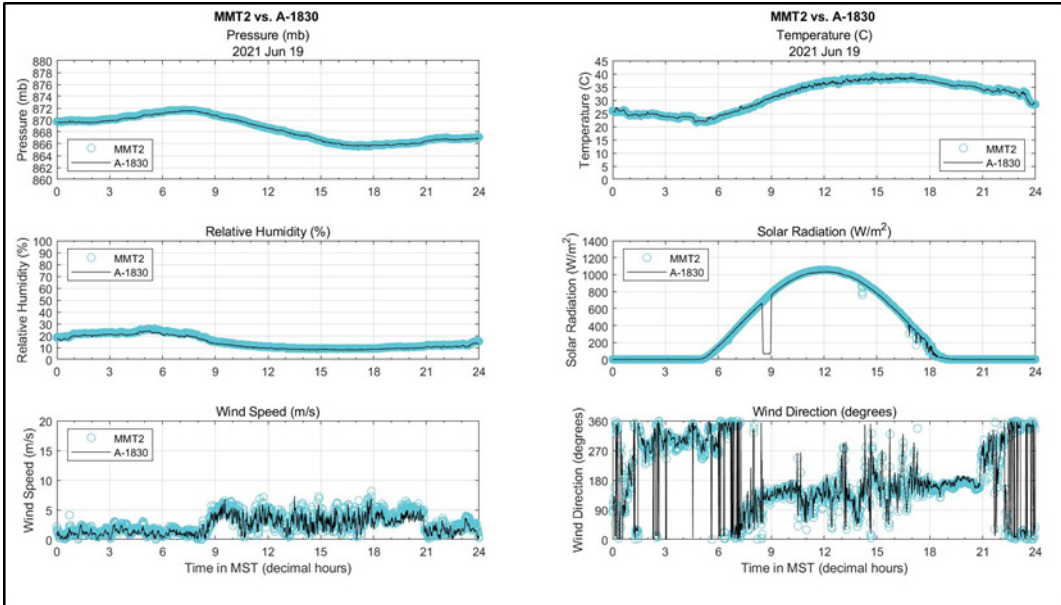 MMT2 vs. A-1830
Pressure (mb)
2021 Jun 19
Pressure (mb)
880
878
876
874
872
870
868
866
864
862
860
MMT2
A-1830
0 3 6 9 12 15 18 21 24
Relative Humidity (%)
Relative Humidity (%)
100
90
80
70
60
50
40
30
20
10
0
MMT2
A-1830
0 3 6 9 12 15 18 21 24
Wind Speed (m/s)
Wind Speed (m/s)
20
15
10
5
0
MMT2
A-1830
0 3 6 9 12 15 18 21 24
Time in MST (decimal hours)
MMT2 vs. A-1830
Temperature (C)
2021 Jun 19
Temperature (C)
45
40
35
30
25
20
15
10
5
0
MMT2
A-1830
0 3 6 9 12 15 18 21 24
Solar Radiation (W/m²)
Solar Radiation (W/m²)
1400
1200
1000
800
600
400
200
0
MMT2
A-1830
0 3 6 9 12 15 18 21 24
Wind Direction (degrees)
Wind Direction (degrees)
360
270
180
90
0
MMT2
A-1830
0 3 6 9 12 15 18 21 24
Time in MST (decimal hours)